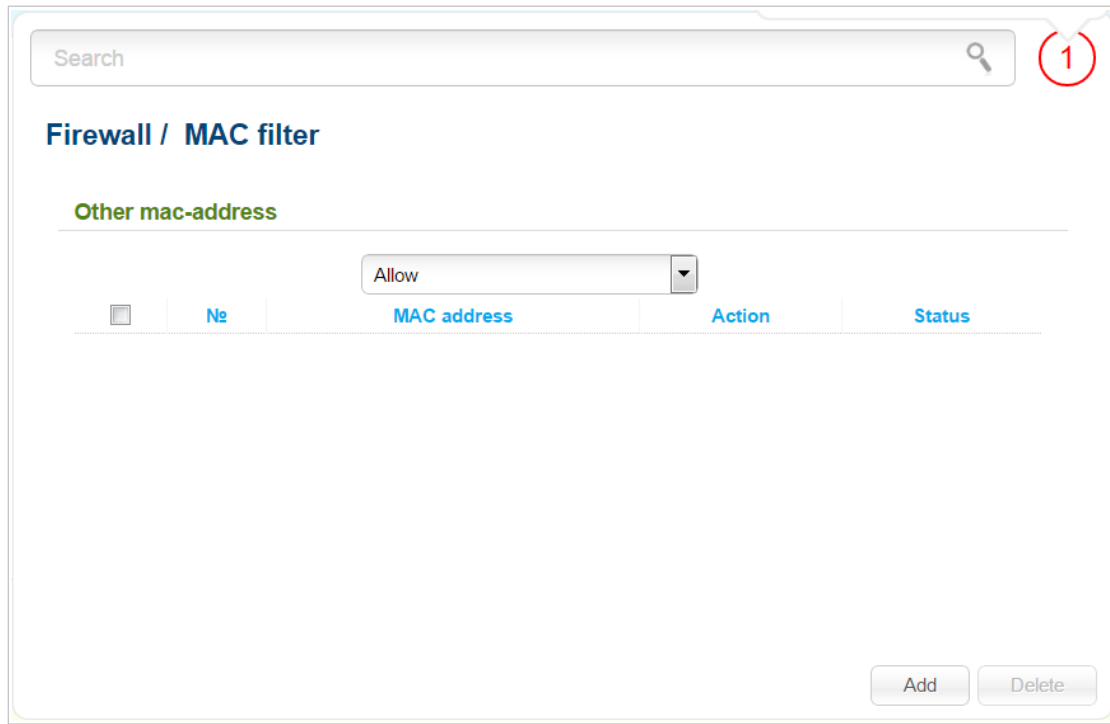 Search
1
Firewall / MAC filter
Other mac-address
Allow
№ MAC address Action Status
Add Delete